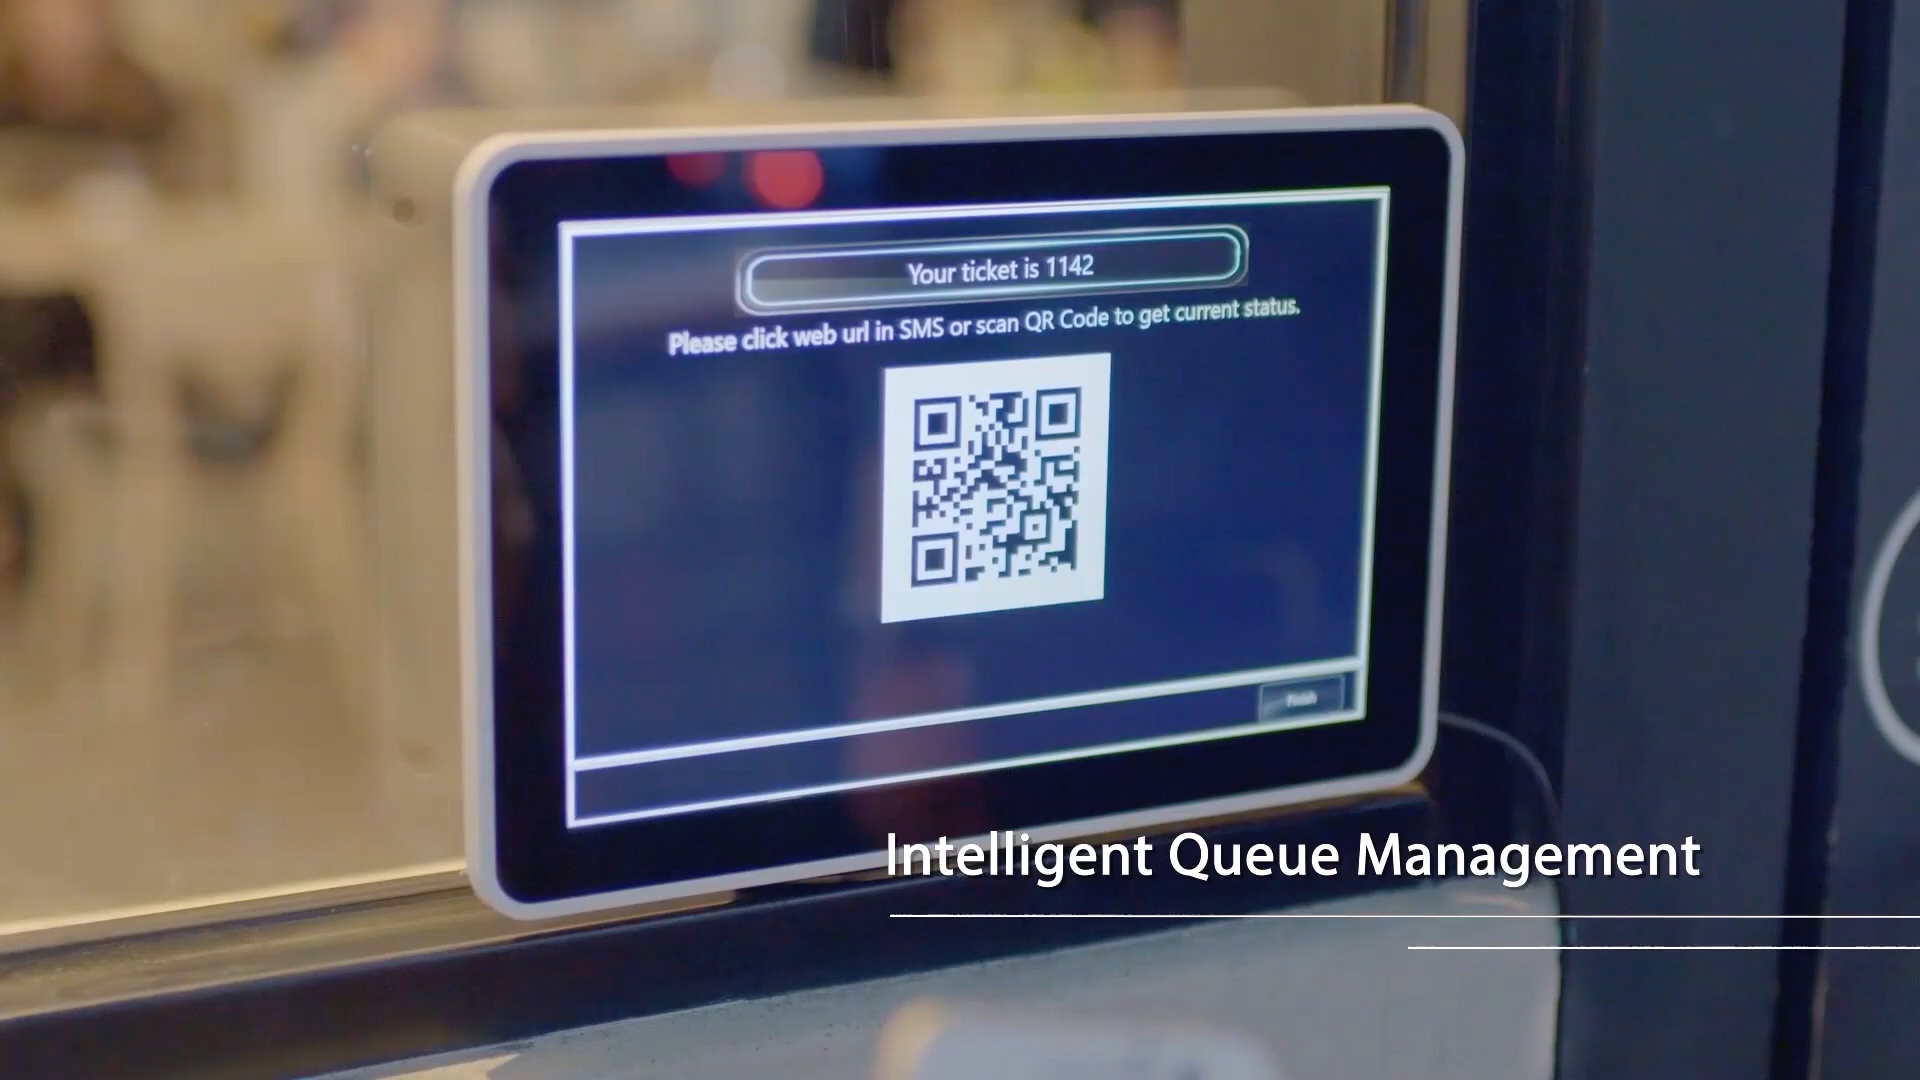 Your ticket is 1142
Please click web url in SMS or scan QR Code to get current status.
Finish
Intelligent Queue Management